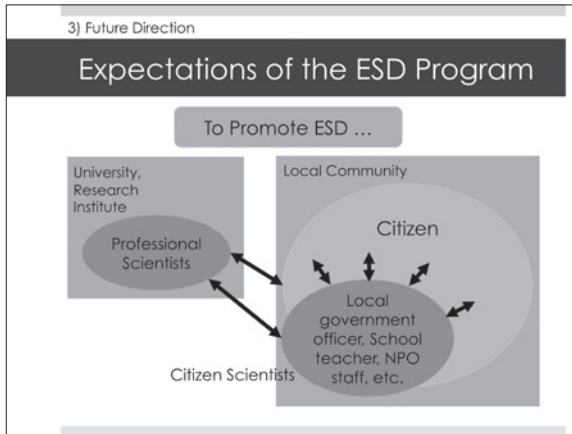 3) Future Direction
Expectations of the ESD Program
To Promote ESD ...
University,
Research
Institute
Professional
Scientists
Local Community
Citizen
Local
government
officer, School
teacher, NPO
staff, etc.
Citizen Scientists